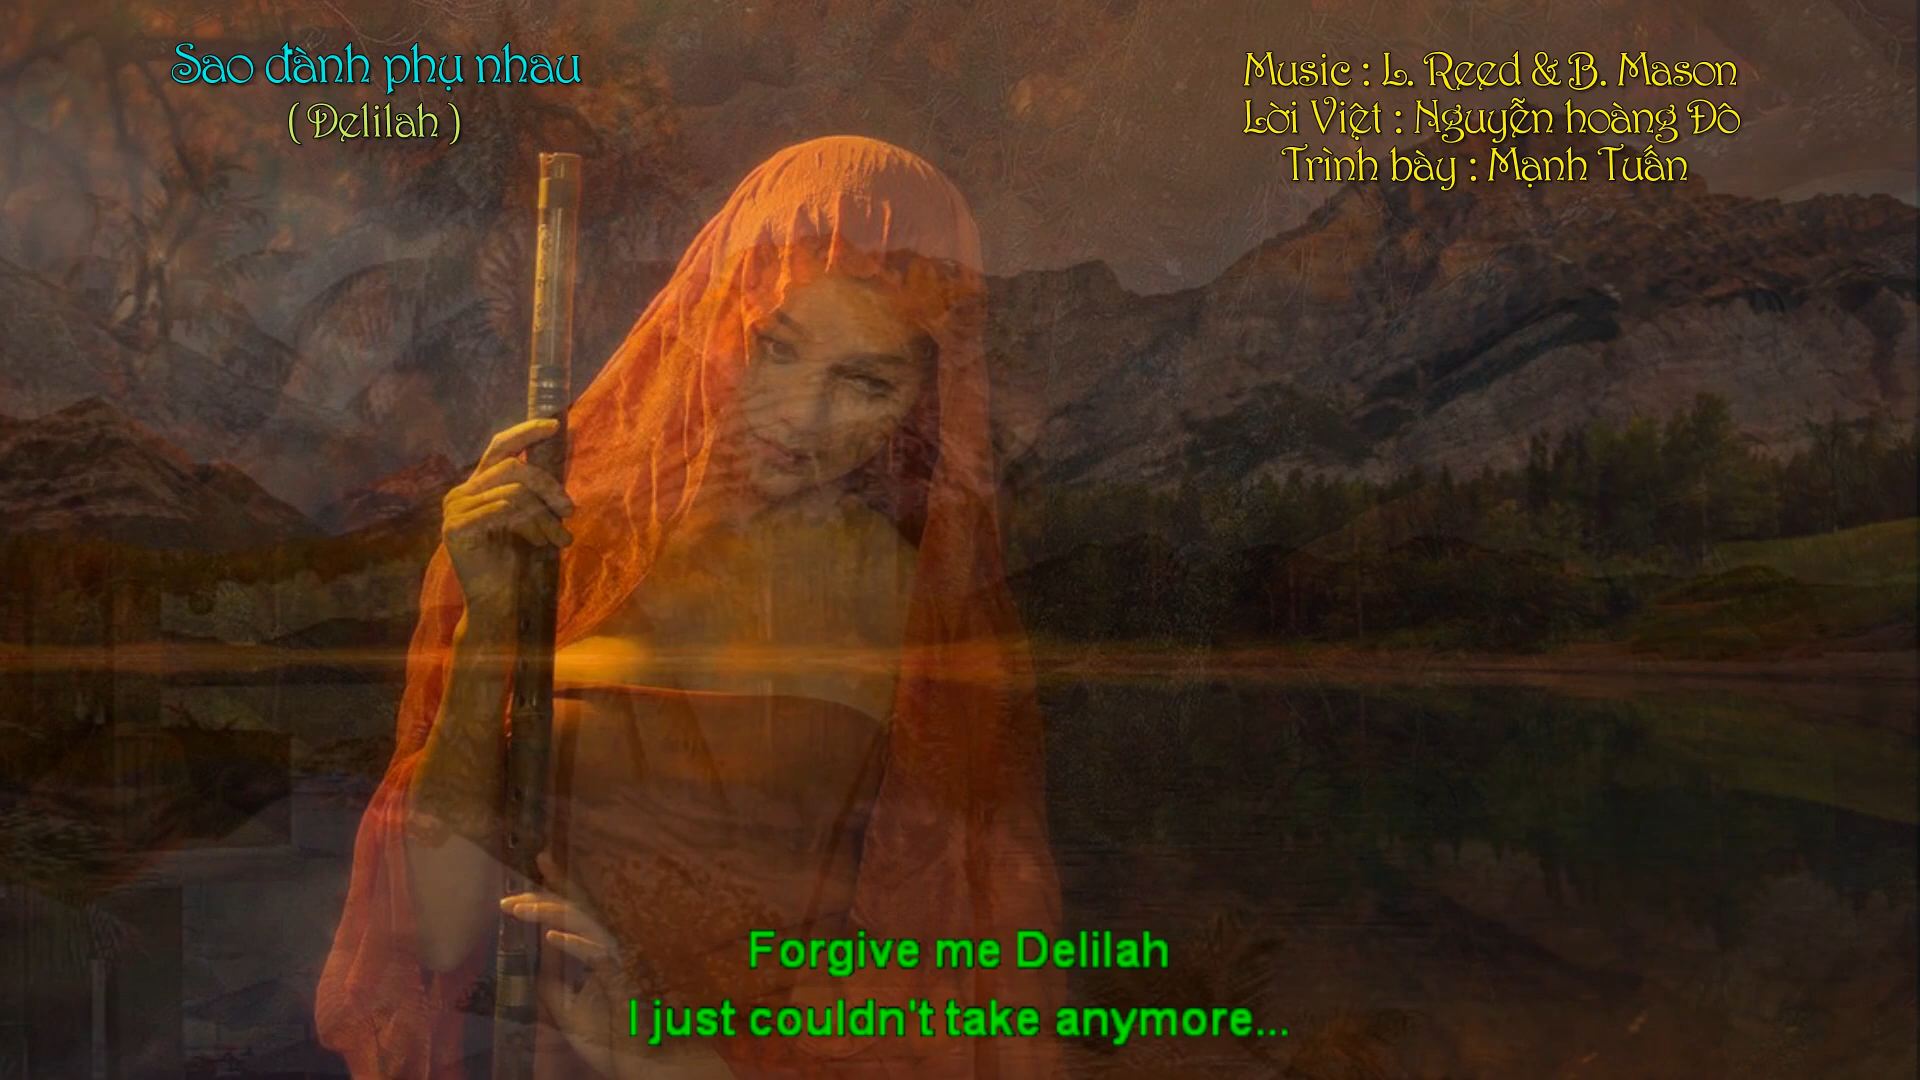 Sao đành phụ nhau
( Delilah )
Music : L. Reed & B. Mason
Lời Việt : Nguyễn hoàng Đô
Trình bày : Mạnh Tuấn
Forgive me Delilah
I just couldn't take anymore...